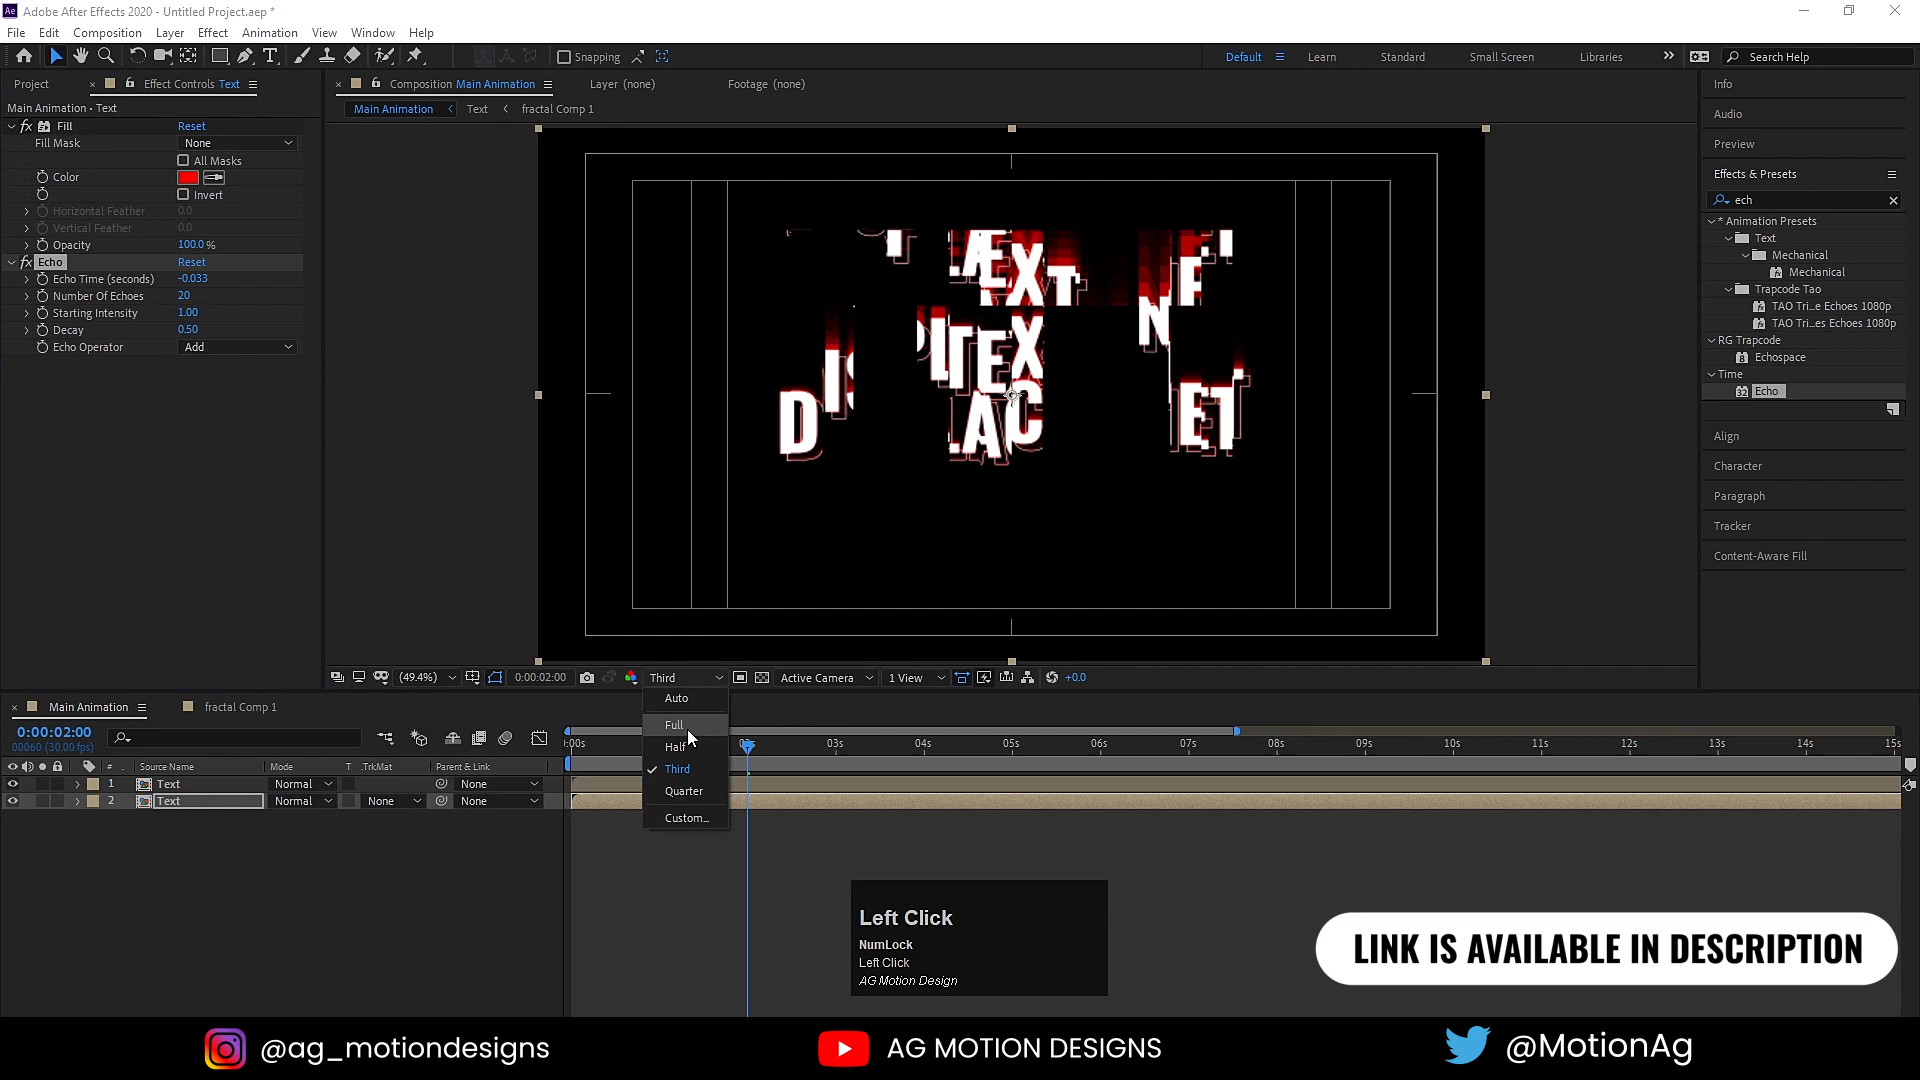 Ae Adobe After Effects 2020 - Untitled Project.aep *
File Edit Composition Layer Effect Animation View Window Help
Snapping
Default Learn Standard Small Screen Libraries Search Help
Project Effect Controls Text
Main Animation • Text
fx Fill Reset
Fill Mask None
All Masks
Color
Invert
Horizontal Feather 0.0
Vertical Feather 0.0
Opacity 100.0 %
fx Echo Reset
Echo Time (seconds) -0.033
Number Of Echoes 20
Starting Intensity 1.00
Decay 0.50
Echo Operator Add
Composition Main Animation Layer (none) Footage (none)
Main Animation Text fractal Comp 1
(49.4%) 0:00:02:00 Third Active Camera 1 View +0.0
Auto
Full
Half
Third
Quarter
Custom...
Info
Audio
Preview
Effects & Presets
ech
* Animation Presets
Text
Mechanical
Mechanical
Trapcode Tao
TAO Tri...e Echoes 1080p
TAO Tri...es Echoes 1080p
RG Trapcode
Echospace
Time
Echo
Align
Character
Paragraph
Tracker
Content-Aware Fill
Main Animation fractal Comp 1
0:00:02:00
00060 (30.00 fps)
:00s 03s 04s 05s 06s 07s 08s 09s 10s 11s 12s 13s 14s 15s
# Source Name Mode T .TrkMat Parent & Link
1 Text Normal None
2 Text Normal None None
Left Click
NumLock
Left Click
AG Motion Design
LINK IS AVAILABLE IN DESCRIPTION
@ag_motiondesigns AG MOTION DESIGNS @MotionAg